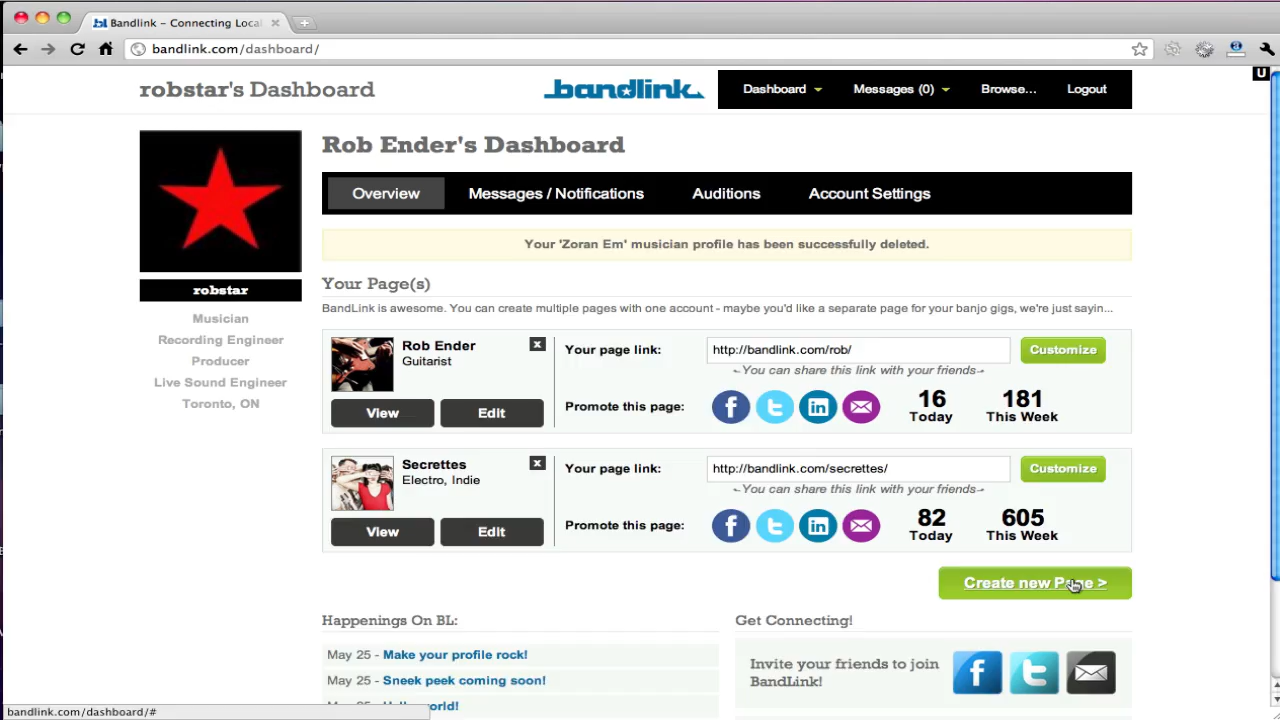 Bandlink – Connecting Local
bandlink.com/dashboard/
U
robstar's Dashboard
bandlink
Dashboard
Messages (0)
Browse...
Logout
Rob Ender's Dashboard
Overview
Messages / Notifications
Auditions
Account Settings
Your 'Zoran Em' musician profile has been successfully deleted.
robstar
Musician
Recording Engineer
Producer
Live Sound Engineer
Toronto, ON
Your Page(s)
BandLink is awesome. You can create multiple pages with one account - maybe you'd like a separate page for your banjo gigs, we're just sayin...
Rob Ender
Guitarist
x
View
Edit
Your page link:
http://bandlink.com/rob/
Customize
You can share this link with your friends
Promote this page:
16
Today
181
This Week
Secrettes
Electro, Indie
x
View
Edit
Your page link:
http://bandlink.com/secrettes/
Customize
You can share this link with your friends
Promote this page:
82
Today
605
This Week
Create new Page >
Happenings On BL:
May 25 - Make your profile rock!
May 25 - Sneek peek coming soon!
Get Connecting!
Invite your friends to join
BandLink!
bandlink.com/dashboard/#